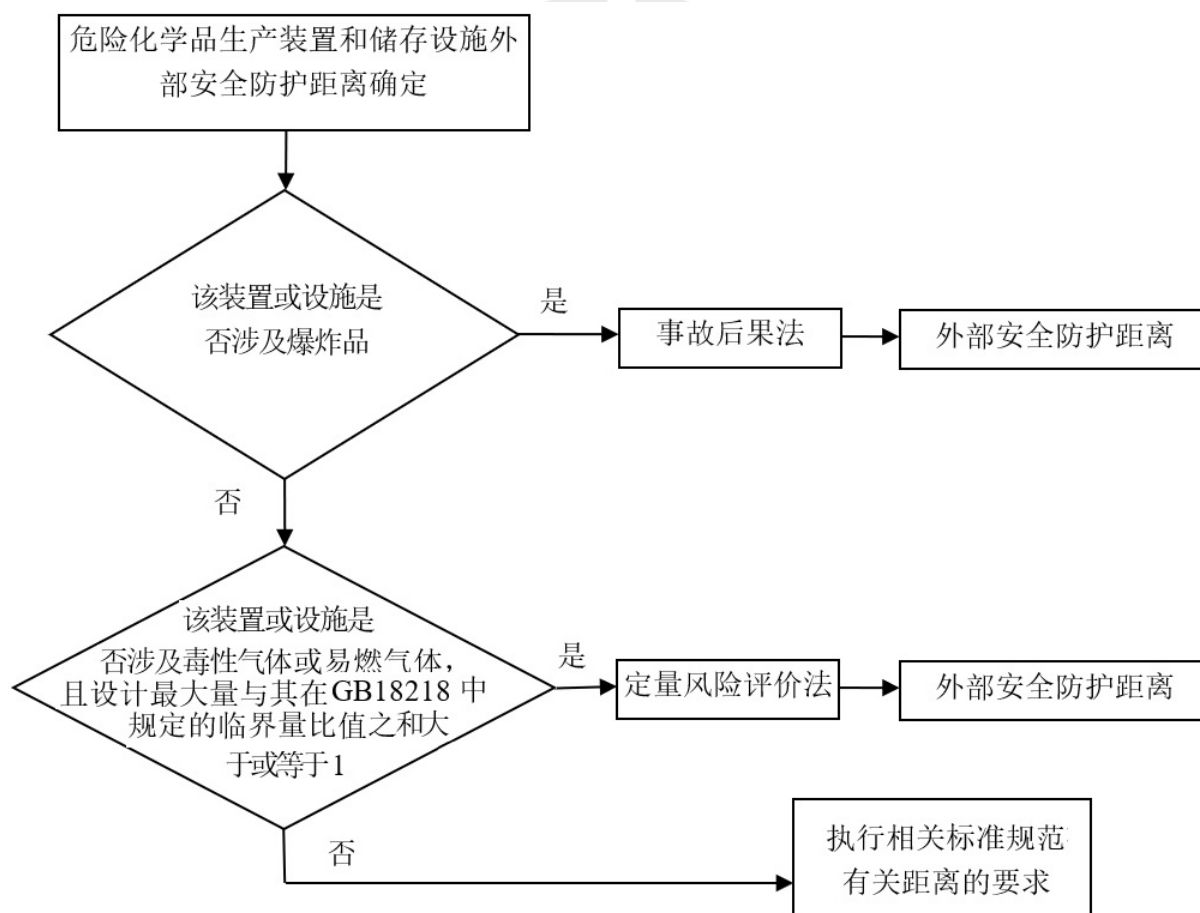 危险化学品生产装置和储存设施外
部安全防护距离确定
该装置或设施是
否涉及爆炸品
是
事故后果法
外部安全防护距离
否
该装置或设施是
否涉及毒性气体或易燃气体，
且设计最大量与其在GB18218 中
规定的临界量比值之和大
于或等于1
是
定量风险评价法
外部安全防护距离
否
执行相关标准规范
有关距离的要求